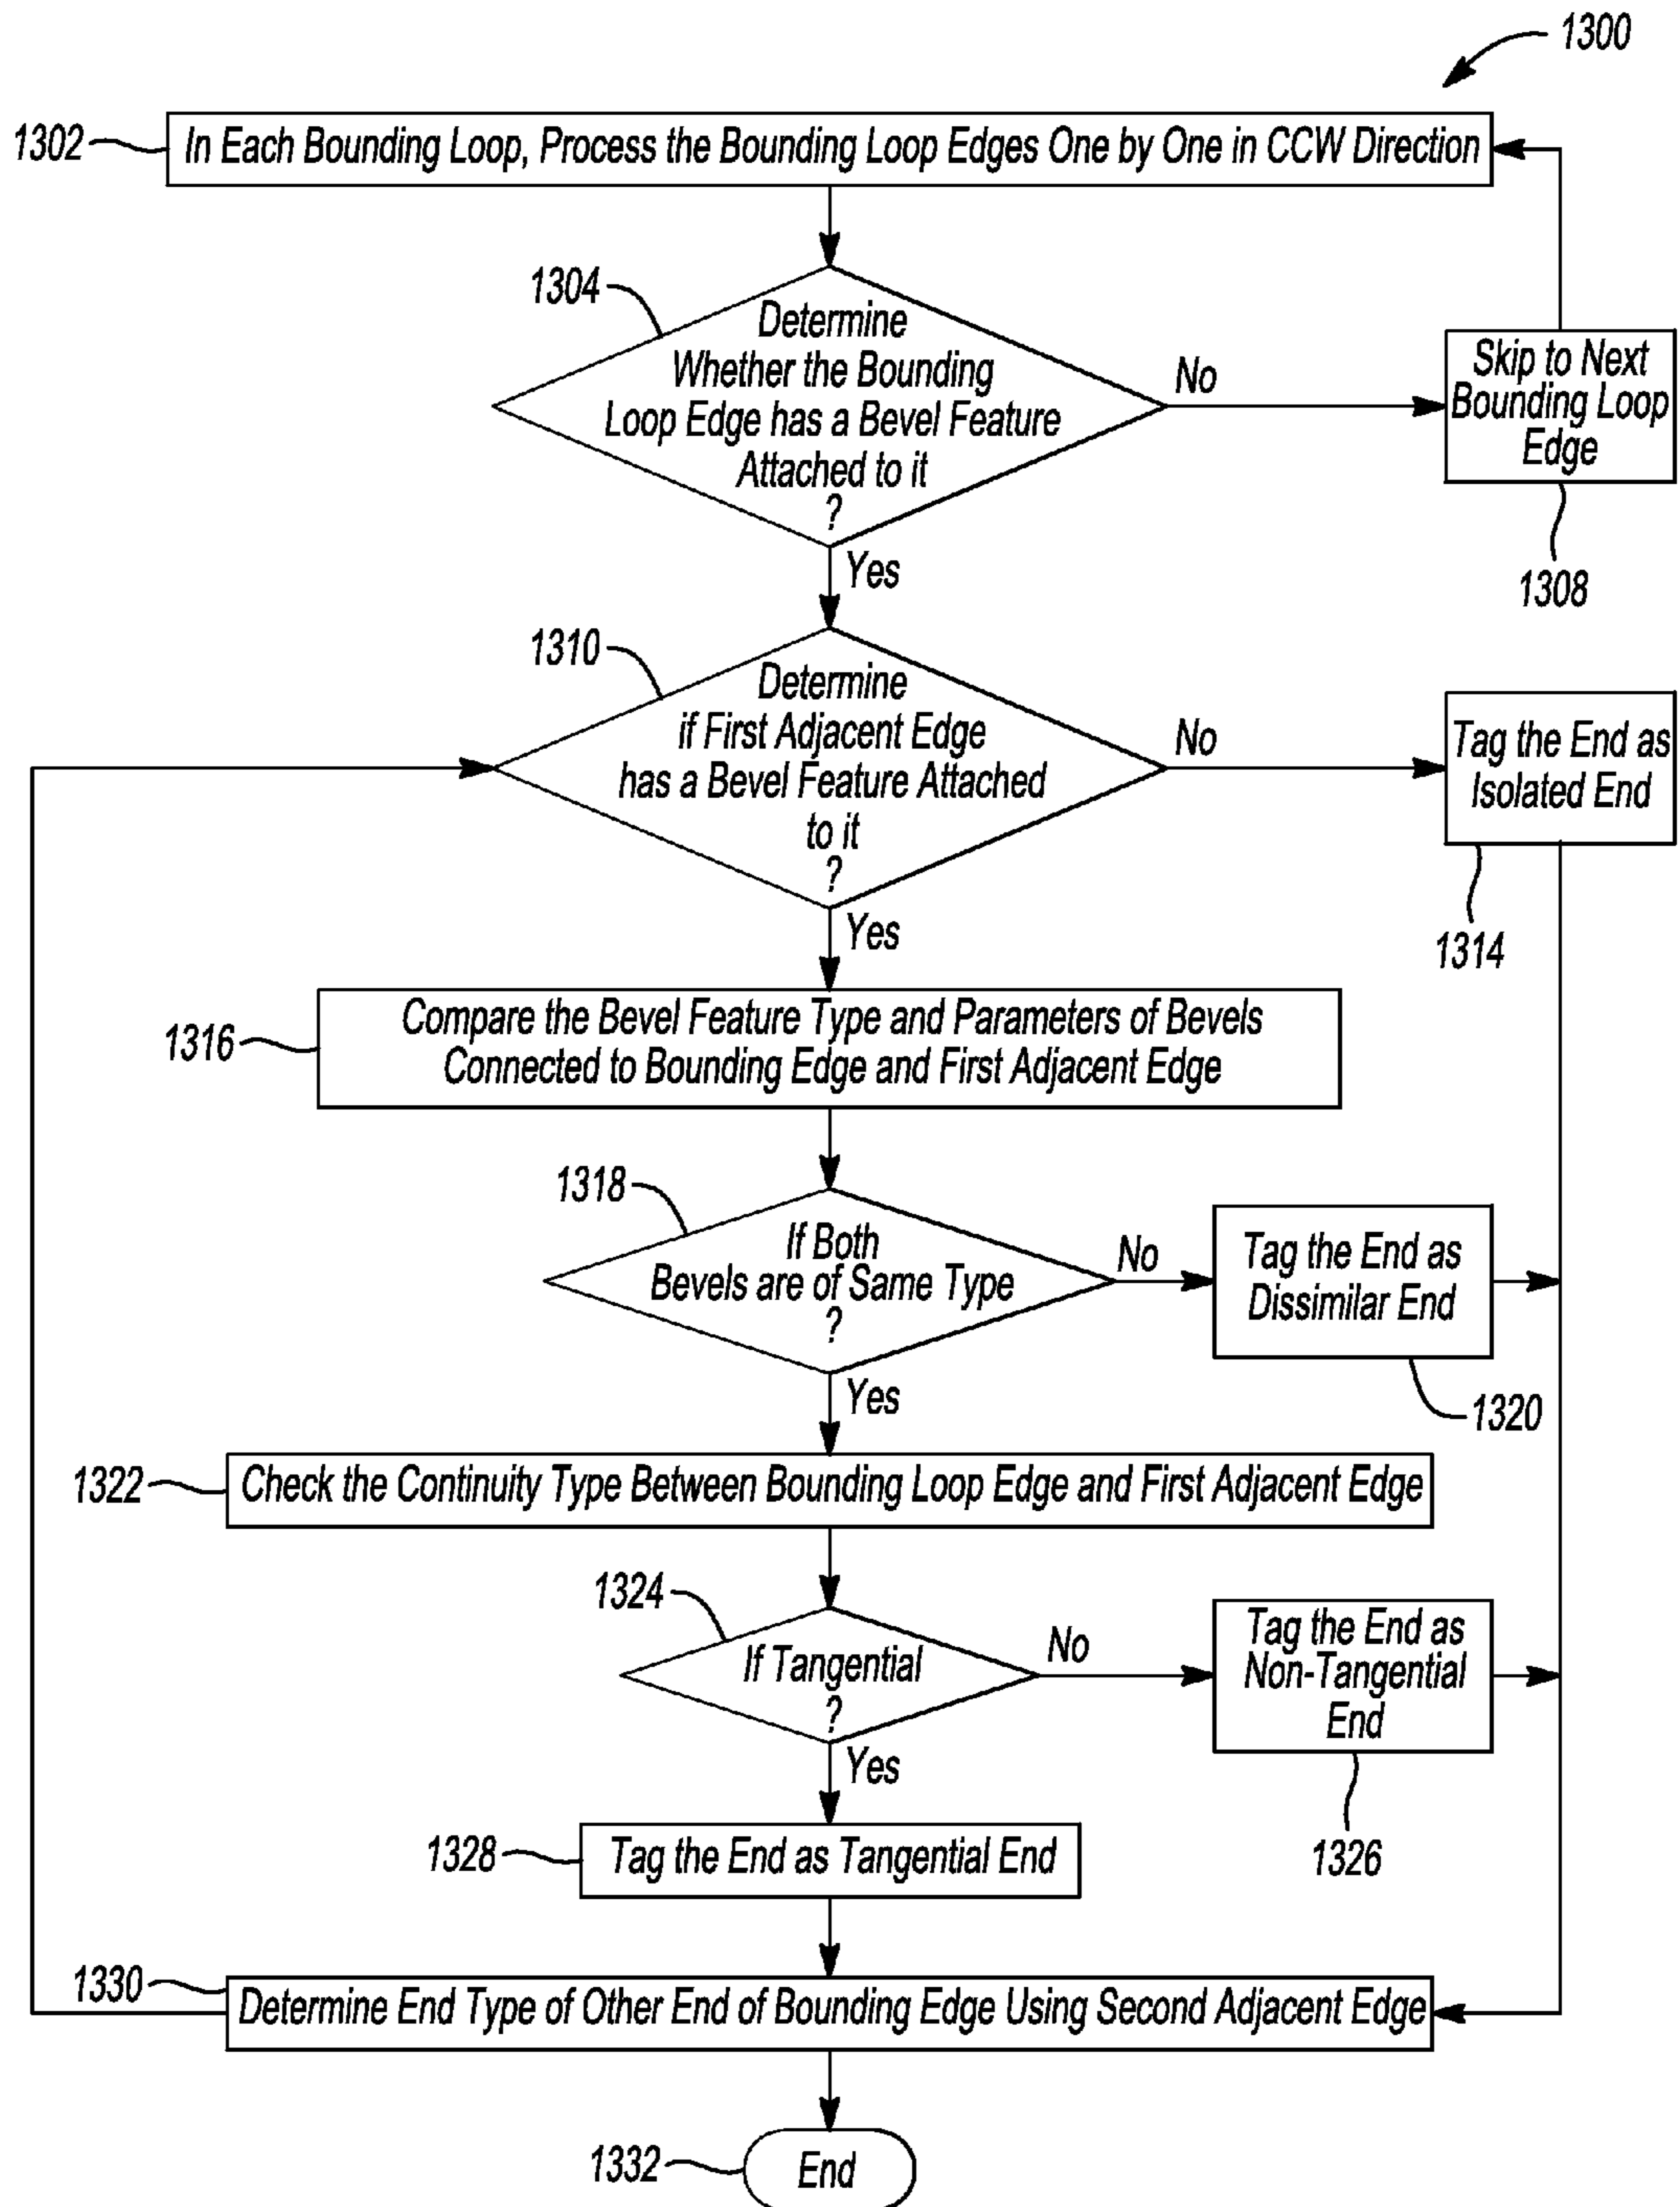 1300
1302
In Each Bounding Loop, Process the Bounding Loop Edges One by One in CCW Direction
1304
Determine
Whether the Bounding
Loop Edge has a Bevel Feature
Attached to it
?
No
Skip to Next
Bounding Loop
Edge
1308
Yes
1310
Determine
if First Adjacent Edge
has a Bevel Feature Attached
to it
?
No
Tag the End as
Isolated End
1314
Yes
1316
Compare the Bevel Feature Type and Parameters of Bevels
Connected to Bounding Edge and First Adjacent Edge
1318
If Both
Bevels are of Same Type
?
No
Tag the End as
Dissimilar End
1320
Yes
1322
Check the Continuity Type Between Bounding Loop Edge and First Adjacent Edge
1324
If Tangential
?
No
Tag the End as
Non-Tangential
End
1326
Yes
1328
Tag the End as Tangential End
1330
Determine End Type of Other End of Bounding Edge Using Second Adjacent Edge
1332
End